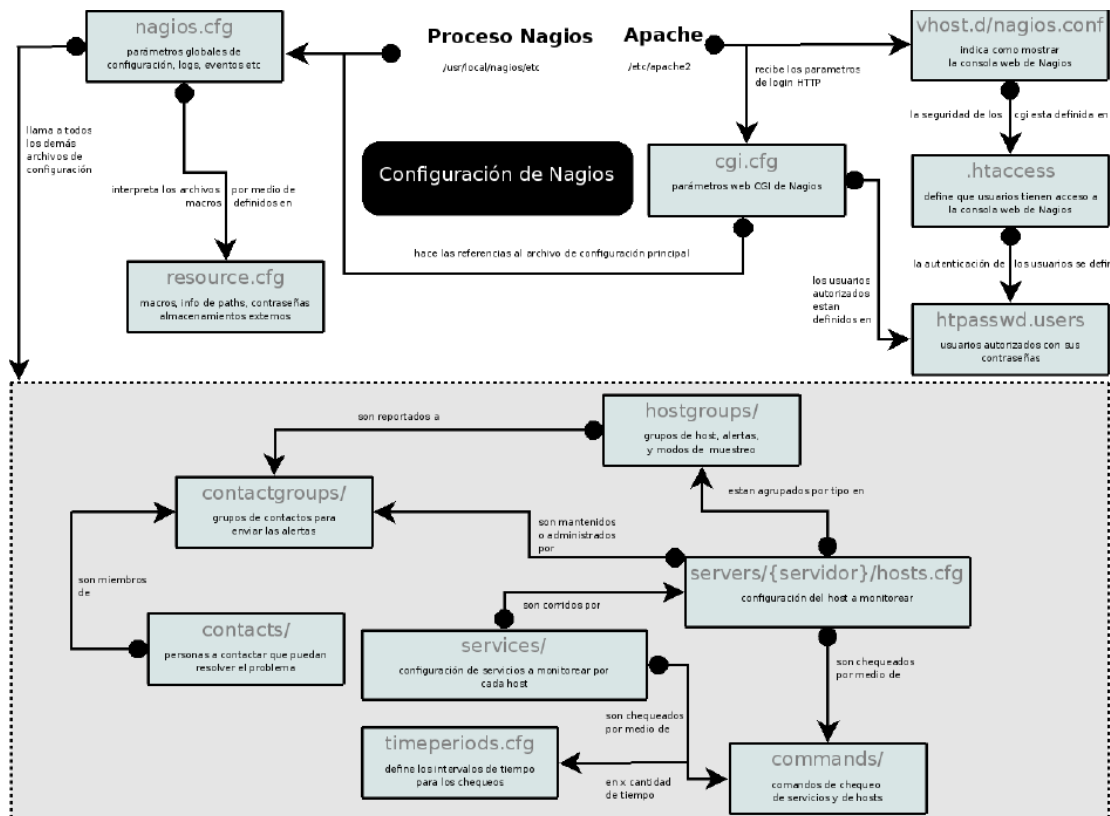 nagios.cfg
parámetros globales de
configuración, logs, eventos etc
Proceso Nagios
/usr/local/nagios/etc
Apache
/etc/apache2
vhost.d/nagios.conf
indica como mostrar
la consola web de Nagios
recibe los parametros
de login HTTP
llama a todos
los demás
archivos de
configuración
la seguridad de los cgi esta definida en
Configuración de Nagios
cgi.cfg
parámetros web CGI de Nagios
.htaccess
define que usuarios tienen acceso a
la consola web de Nagios
interpreta los archivos por medio de
macros definidos en
hace las referencias al archivo de configuración principal
la autenticación de los usuarios se defir
resource.cfg
macros, info de paths, contraseñas
almacenamientos externos
los usuarios
autorizados
estan
definidos en
htpasswd.users
usuarios autorizados con sus
contraseñas
son reportados a
hostgroups/
grupos de host, alertas,
y modos de muestreo
contactgroups/
grupos de contactos para
enviar las alertas
estan agrupados por tipo en
son mantenidos
o administrados
por
servers/{servidor}/hosts.cfg
configuración del host a monitorear
son miembros
de
son corridos por
contacts/
personas a contactar que puedan
resolver el problema
services/
configuración de servicios a monitorear por
cada host
son chequeados
por medio de
son chequeados
por medio de
timeperiods.cfg
define los intervalos de tiempo
para los chequeos
en x cantidad
de tiempo
commands/
comandos de chequeo
de servicios y de hosts